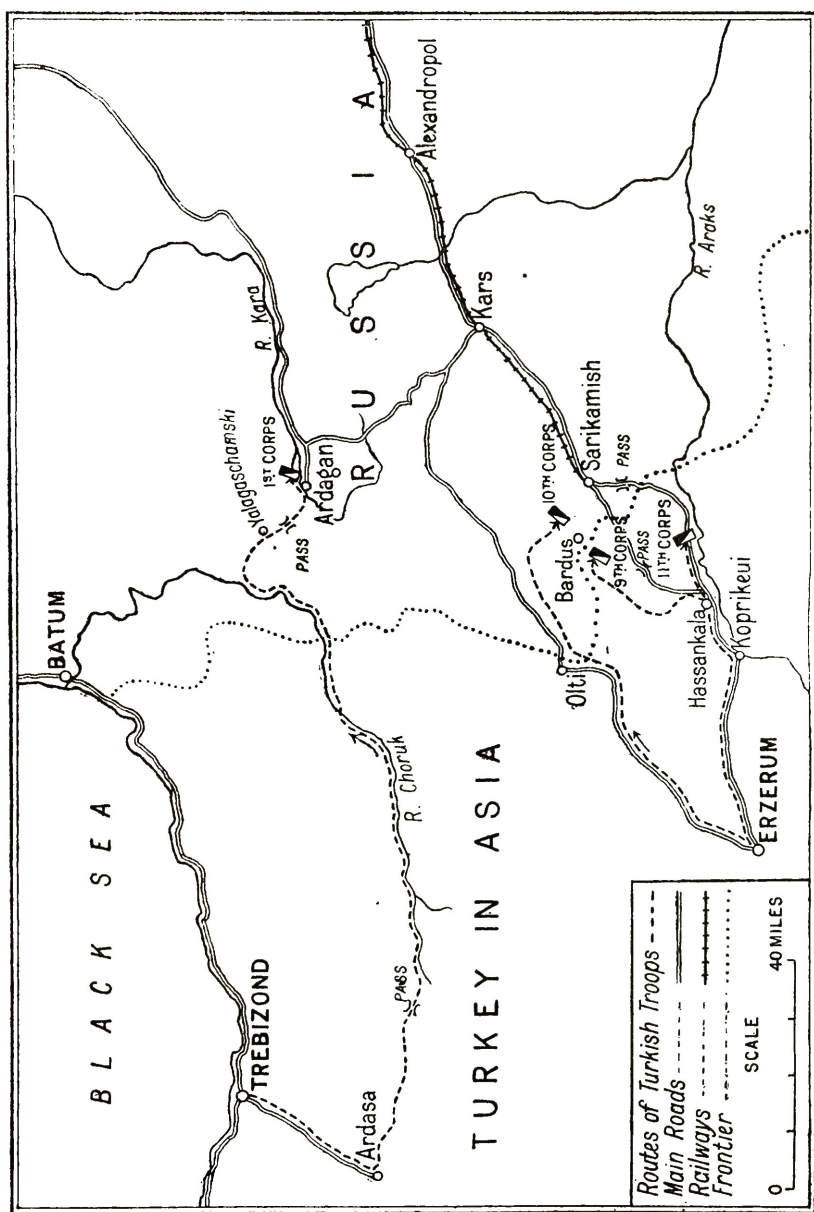 BLACK SEA
BATUM
TREBIZOND
Ardasa
PASS
R. Choruk
TURKEY IN ASIA
Yalagaschamski
PASS
1ST CORPS
Ardagan
R. Kara
RUSSIA
Alexandropol
Kars
10TH CORPS
Bardus
9TH CORPS
Sarikamish
PASS
PASS
11TH CORPS
Olti
Hassankala
Koprikeui
R. Araks
ERZERUM
Routes of Turkish Troops
Main Roads
Railways
Frontier
SCALE
0 40 MILES